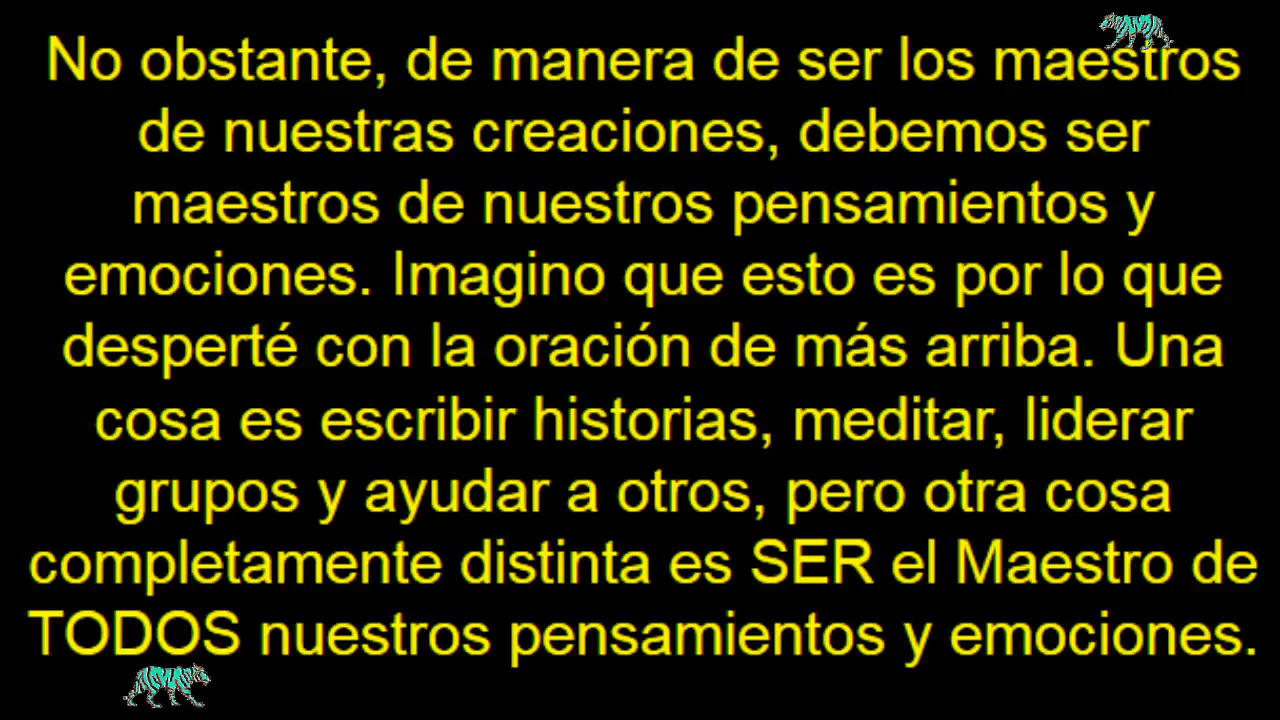 No obstante, de manera de ser los maestros
de nuestras creaciones, debemos ser
maestros de nuestros pensamientos y
emociones. Imagino que esto es por lo que
desperté con la oración de más arriba. Una
cosa es escribir historias, meditar, liderar
grupos y ayudar a otros, pero otra cosa
completamente distinta es SER el Maestro de
TODOS nuestros pensamientos y emociones.